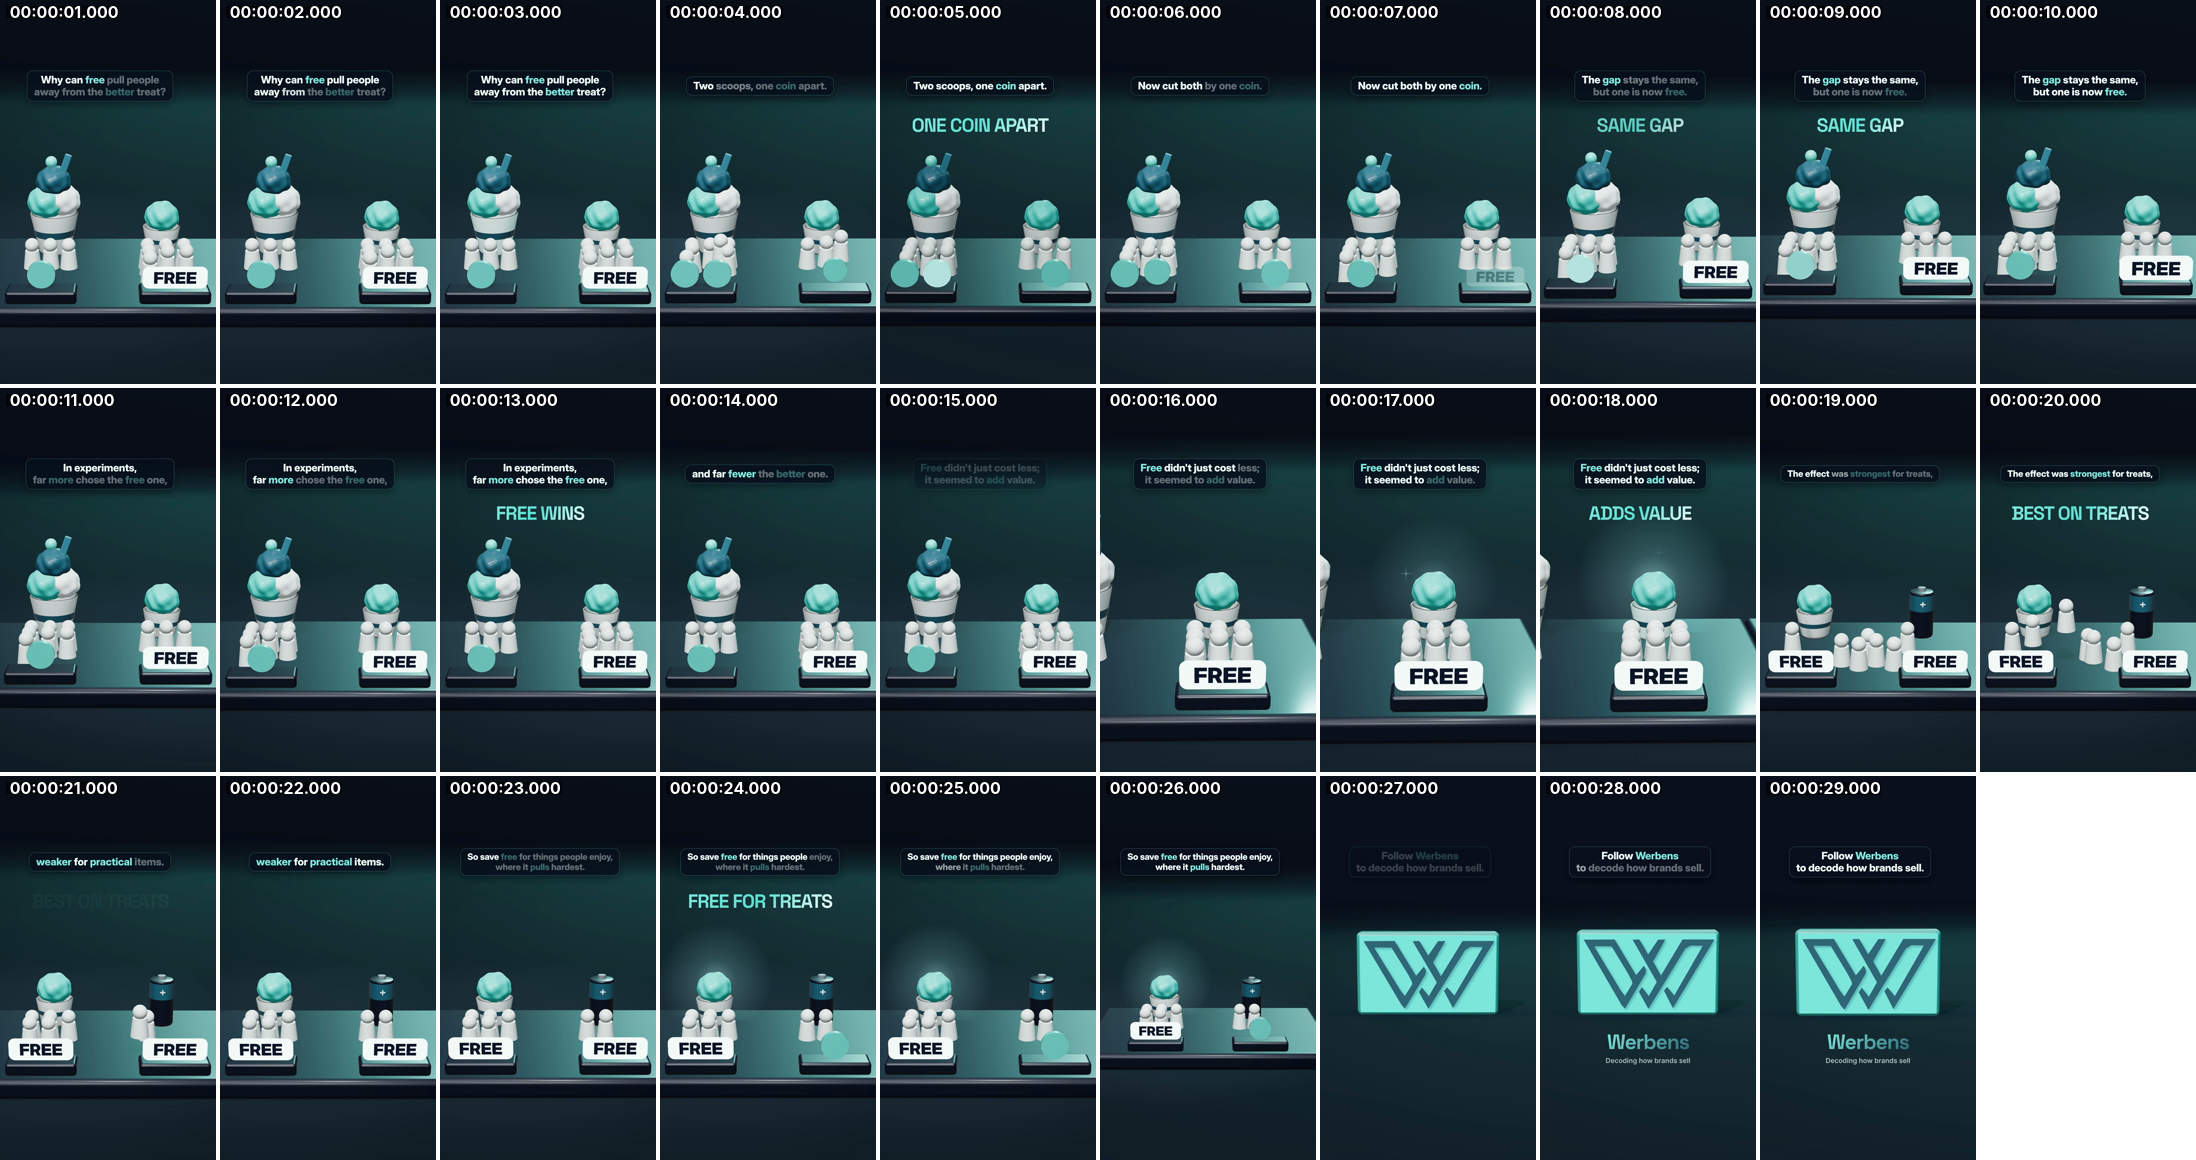 00:00:01.000
Why can free pull people
away from the better treat?
FREE
00:00:02.000
Why can free pull people
away from the better treat?
FREE
00:00:03.000
Why can free pull people
away from the better treat?
FREE
00:00:04.000
Two scoops, one coin apart.
00:00:05.000
Two scoops, one coin apart.
ONE COIN APART
00:00:06.000
Now cut both by one coin.
00:00:07.000
Now cut both by one coin.
FREE
00:00:08.000
The gap stays the same,
but one is now free.
SAME GAP
FREE
00:00:09.000
The gap stays the same,
but one is now free.
SAME GAP
FREE
00:00:10.000
The gap stays the same,
but one is now free.
FREE
00:00:11.000
In experiments,
far more chose the free one,
FREE
00:00:12.000
In experiments,
far more chose the free one,
FREE
00:00:13.000
In experiments,
far more chose the free one,
FREE WINS
FREE
00:00:14.000
and far fewer the better one.
FREE
00:00:15.000
Free didn't just cost less;
it seemed to add value.
FREE
00:00:16.000
Free didn't just cost less;
it seemed to add value.
FREE
00:00:17.000
Free didn't just cost less;
it seemed to add value.
FREE
00:00:18.000
Free didn't just cost less;
it seemed to add value.
ADDS VALUE
FREE
00:00:19.000
The effect was strongest for treats,
+
FREE FREE
00:00:20.000
The effect was strongest for treats,
BEST ON TREATS
+
FREE FREE
00:00:21.000
weaker for practical items.
BEST ON TREATS
+
FREE FREE
00:00:22.000
weaker for practical items.
+
FREE FREE
00:00:23.000
So save free for things people enjoy,
where it pulls hardest.
+
FREE FREE
00:00:24.000
So save free for things people enjoy,
where it pulls hardest.
FREE FOR TREATS
+
FREE
00:00:25.000
So save free for things people enjoy,
where it pulls hardest.
+
FREE
00:00:26.000
So save free for things people enjoy,
where it pulls hardest.
+
FREE
00:00:27.000
Follow Werbens
to decode how brands sell.
00:00:28.000
Follow Werbens
to decode how brands sell.
Werbens
Decoding how brands sell
00:00:29.000
Follow Werbens
to decode how brands sell.
Werbens
Decoding how brands sell